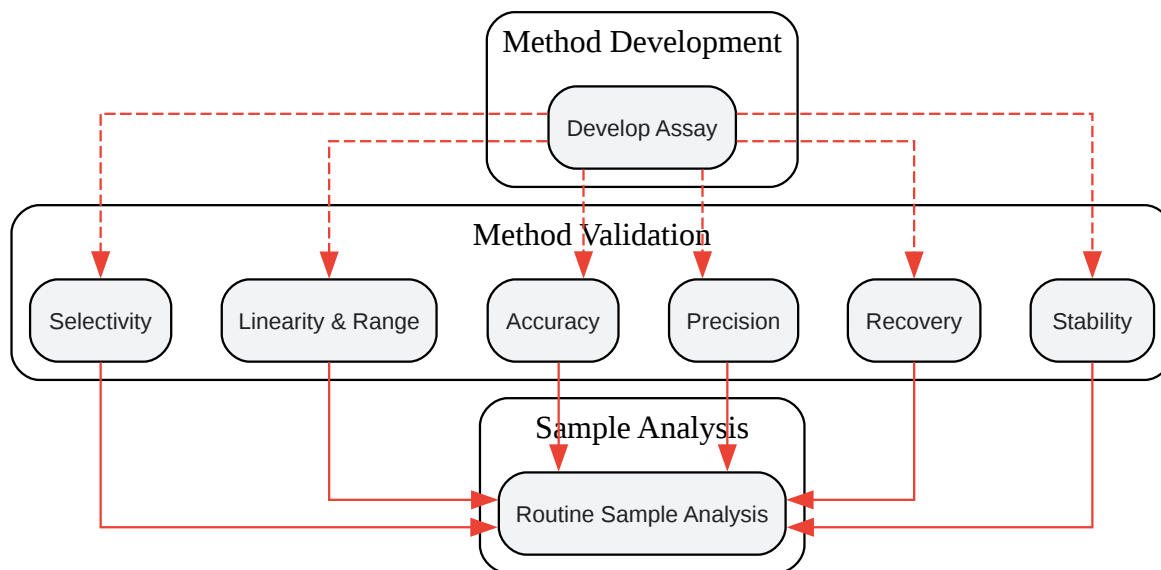 Method Development
Develop Assay
Method Validation
Selectivity
Linearity & Range
Accuracy
Precision
Recovery
Stability
Sample Analysis
Routine Sample Analysis